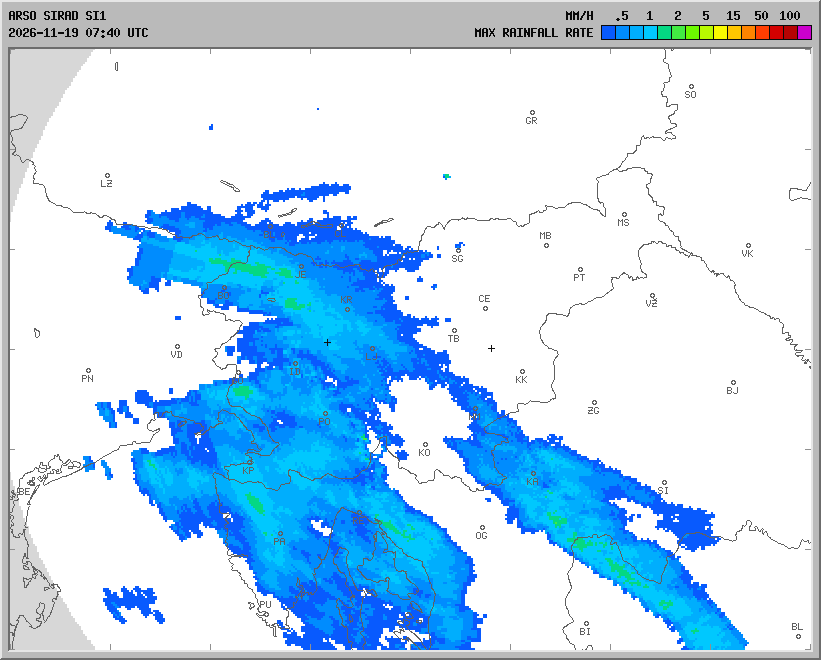 ARSO SIRAD SI1
2026-11-19 07:40 UTC
MM/H .5 1 2 5 15 50 100
MAX RAINFALL RATE
SO
GR
LZ
MS
MB
VK
SG
PT
CE
VZ
TB
VD
KK
PN
BJ
ZG
KO
KP
KA
SI
BE
OG
PA
PU
BI
BL